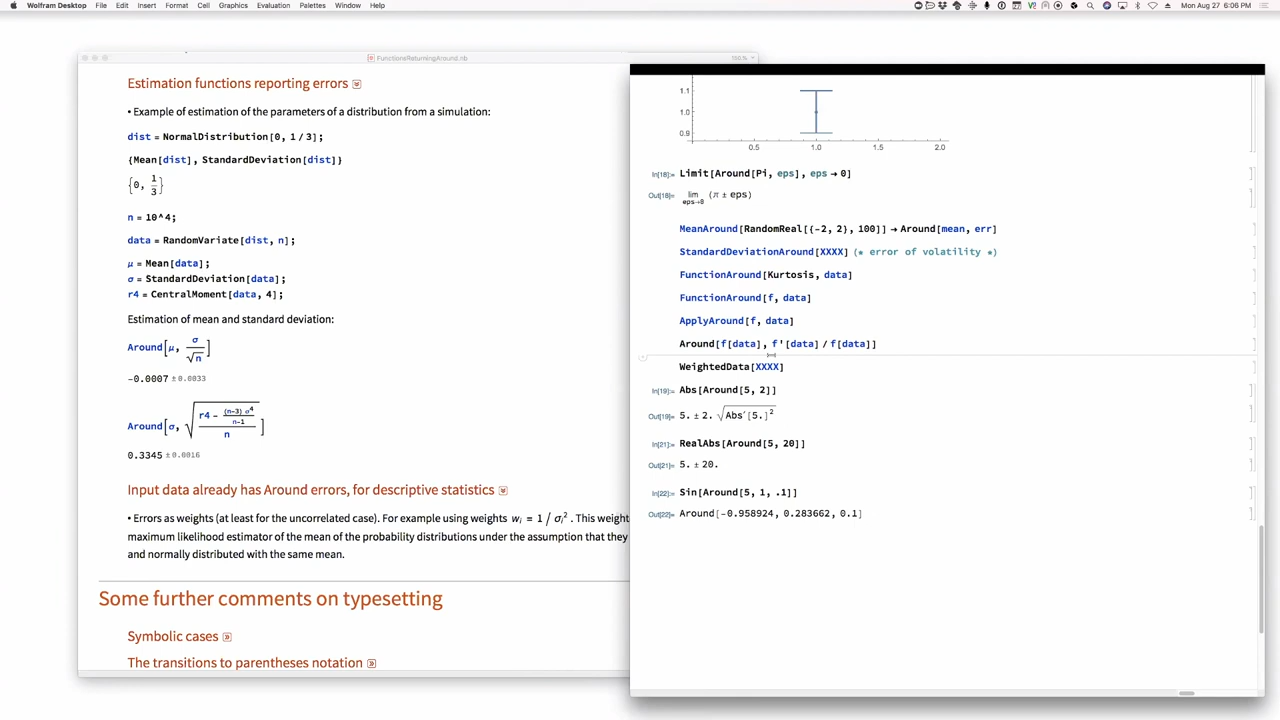 Wolfram Desktop File Edit Insert Format Cell Graphics Evaluation Palettes Window Help
Mon Aug 27 6:06 PM
FunctionsReturningAround.nb
150%
Estimation functions reporting errors
• Example of estimation of the parameters of a distribution from a simulation:
dist = NormalDistribution[0, 1/3];
{Mean[dist], StandardDeviation[dist]}
{0, 1/3}
n = 10^4;
data = RandomVariate[dist, n];
μ = Mean[data];
σ = StandardDeviation[data];
r4 = CentralMoment[data, 4];
Estimation of mean and standard deviation:
Around[μ, σ/√n]
-0.0007 ± 0.0033
Around[σ, √((r4 - (n-3) σ^4/(n-1))/n)]
0.3345 ± 0.0016
Input data already has Around errors, for descriptive statistics
• Errors as weights (at least for the uncorrelated case). For example using weights w_i = 1/σ_i^2. This weight
maximum likelihood estimator of the mean of the probability distributions under the assumption that they
and normally distributed with the same mean.
Some further comments on typesetting
Symbolic cases
The transitions to parentheses notation
1.1
1.0
0.9
0.5 1.0 1.5 2.0
In[18]:= Limit[Around[Pi, eps], eps → 0]
Out[18]= lim eps→0 (π ± eps)
MeanAround[RandomReal[{-2, 2}, 100]] → Around[mean, err]
StandardDeviationAround[XXXX] (* error of volatility *)
FunctionAround[Kurtosis, data]
FunctionAround[f, data]
ApplyAround[f, data]
Around[f[data], f'[data] / f[data]]
WeightedData[XXXX]
In[19]:= Abs[Around[5, 2]]
Out[19]= 5. ± 2. √(Abs′[5.]^2)
In[21]:= RealAbs[Around[5, 20]]
Out[21]= 5. ± 20.
In[22]:= Sin[Around[5, 1, .1]]
Out[22]= Around[-0.958924, 0.283662, 0.1]